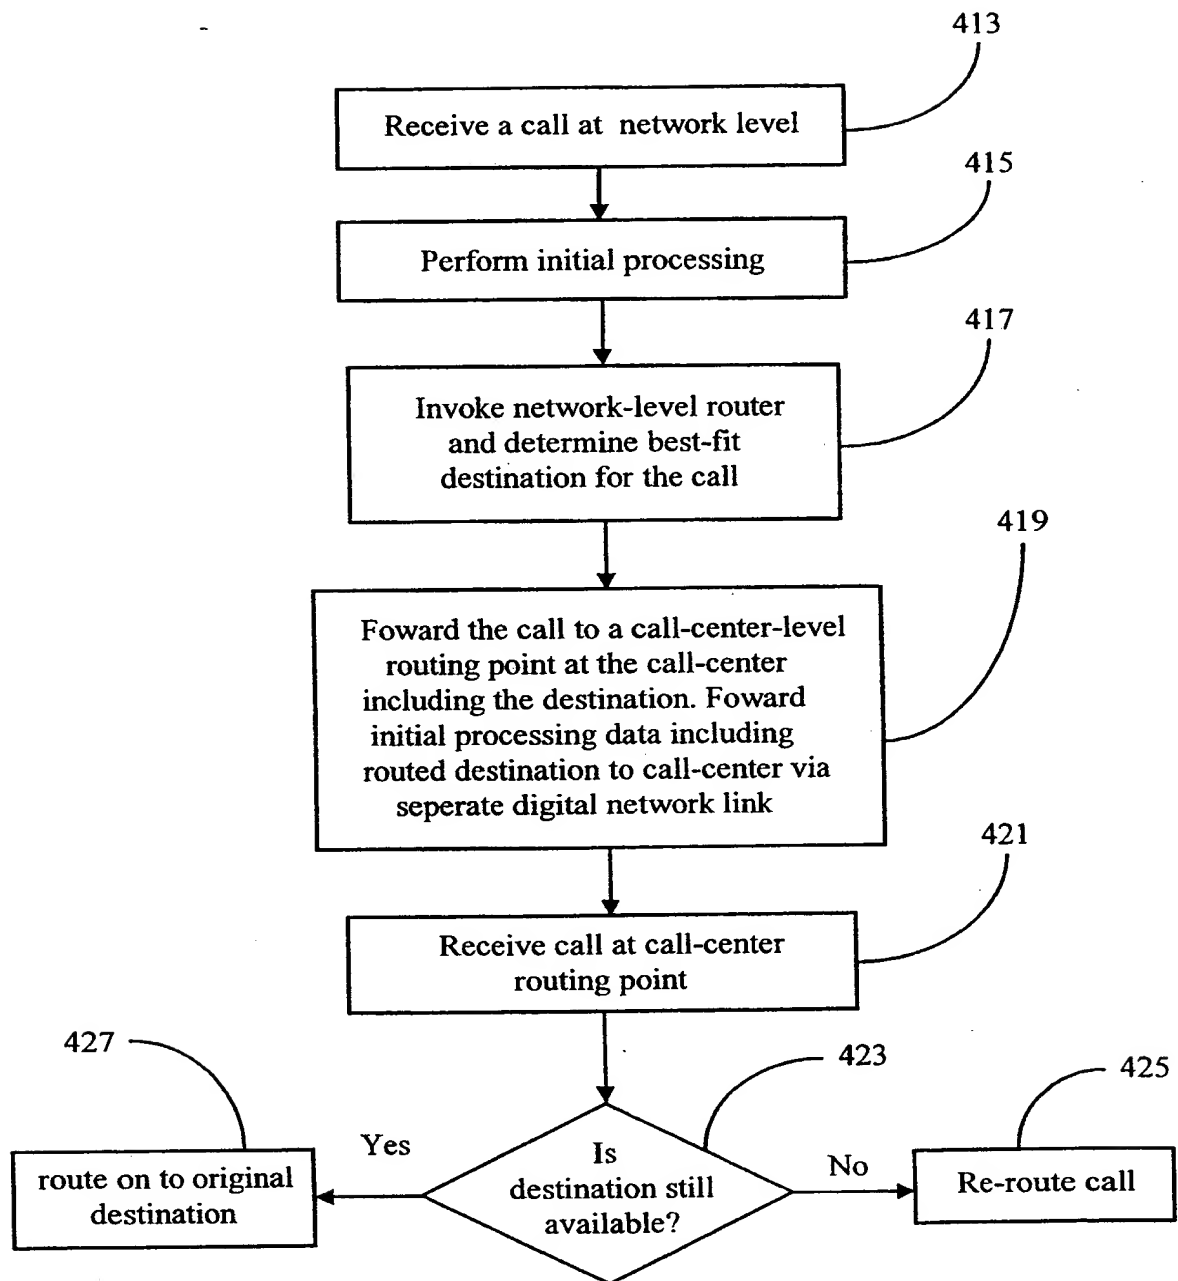 413
Receive a call at network level
415
Perform initial processing
417
Invoke network-level router
and determine best-fit
destination for the call
419
Foward the call to a call-center-level
routing point at the call-center
including the destination. Foward
initial processing data including
routed destination to call-center via
seperate digital network link
421
Receive call at call-center
routing point
427
423
425
Yes
No
route on to original
destination
Is
destination still
available?
Re-route call